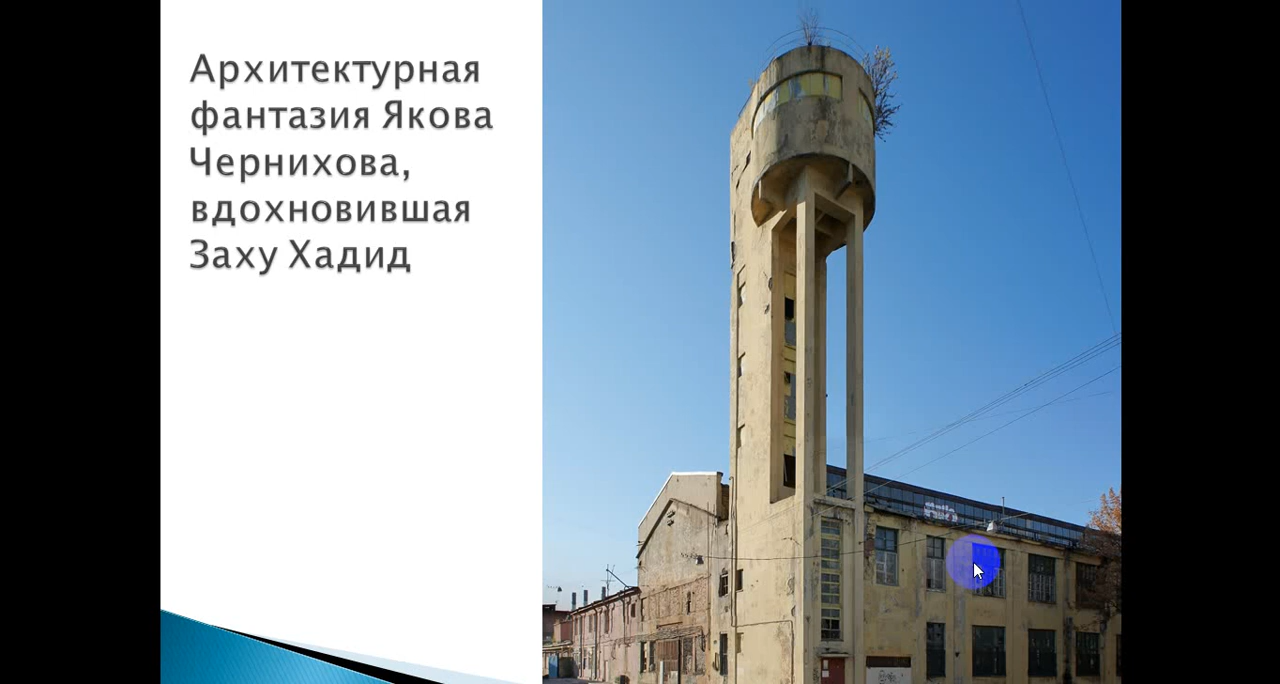 Архитектурная
фантазия Якова
Чернихова,
вдохновившая
Заху Хадид